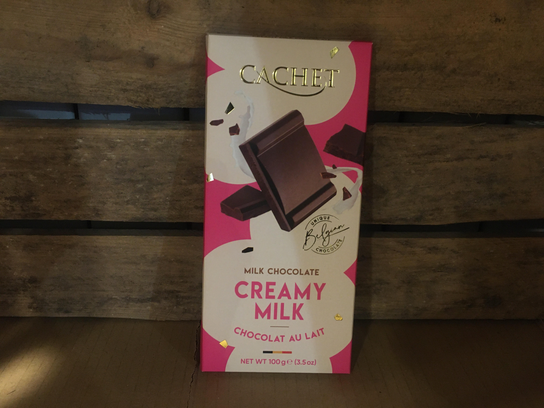 CACHET
UNIQUE
Belgian
CHOCOLATE
MILK CHOCOLATE
CREAMY
MILK
CHOCOLAT AU LAIT
NET WT 100g ℮ (3.5oz)